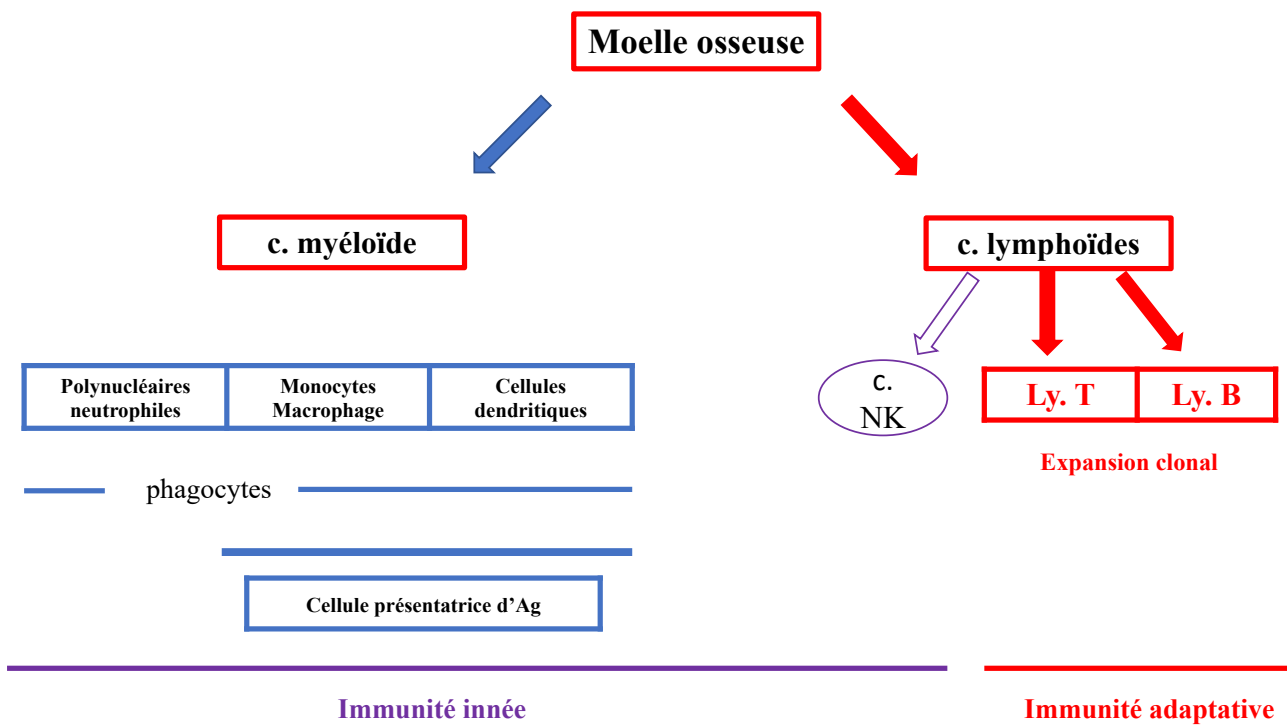 Moelle osseuse
c. myéloïde
c. lymphoïdes
Polynucléaires
neutrophiles
Monocytes
Macrophage
Cellules
dendritiques
c.
NK
Ly. T
Ly. B
Expansion clonal
phagocytes
Cellule présentatrice d’Ag
Immunité innée
Immunité adaptative